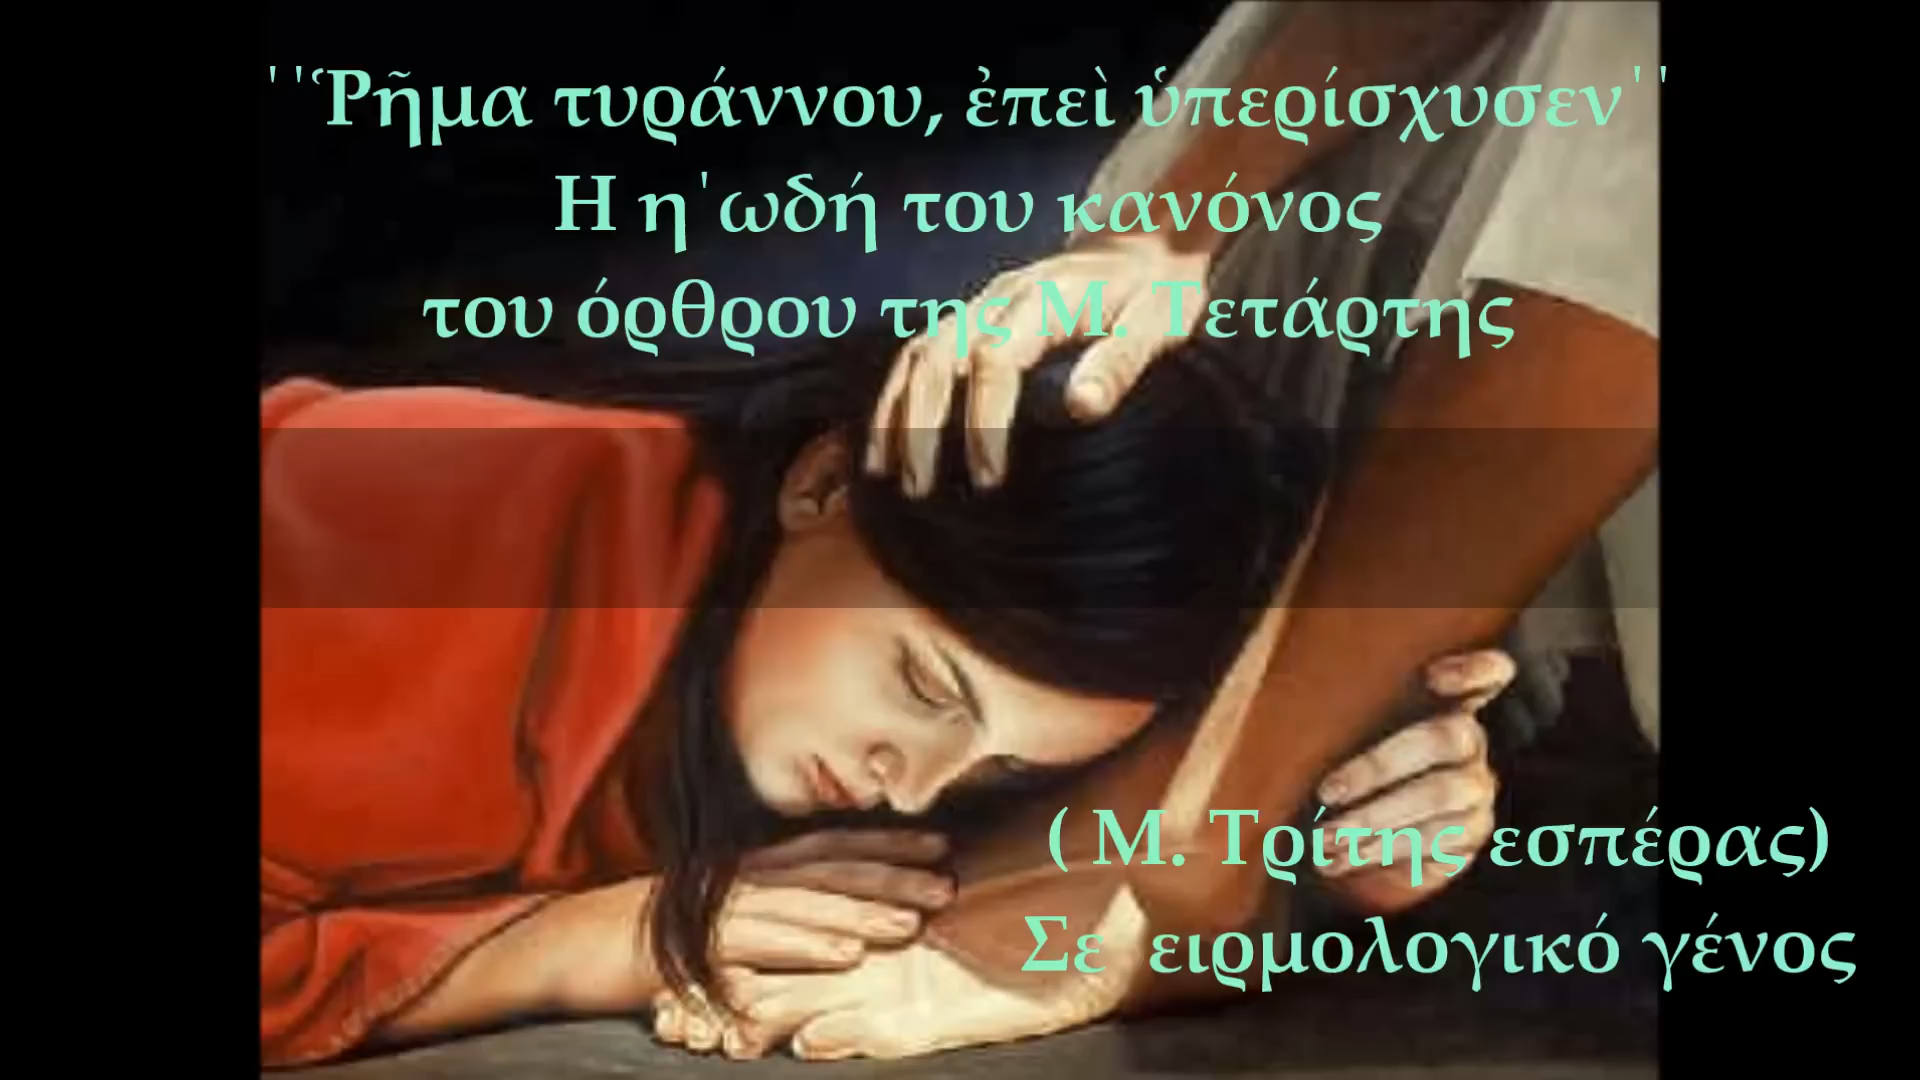 ΄΄Ῥῆμα τυράννου, ἐπεὶ ὑπερίσχυσεν΄΄
Η η΄ωδή του κανόνος
του όρθρου της Μ. Τετάρτης
( Μ. Τρίτης εσπέρας)
Σε ειρμολογικό γένος